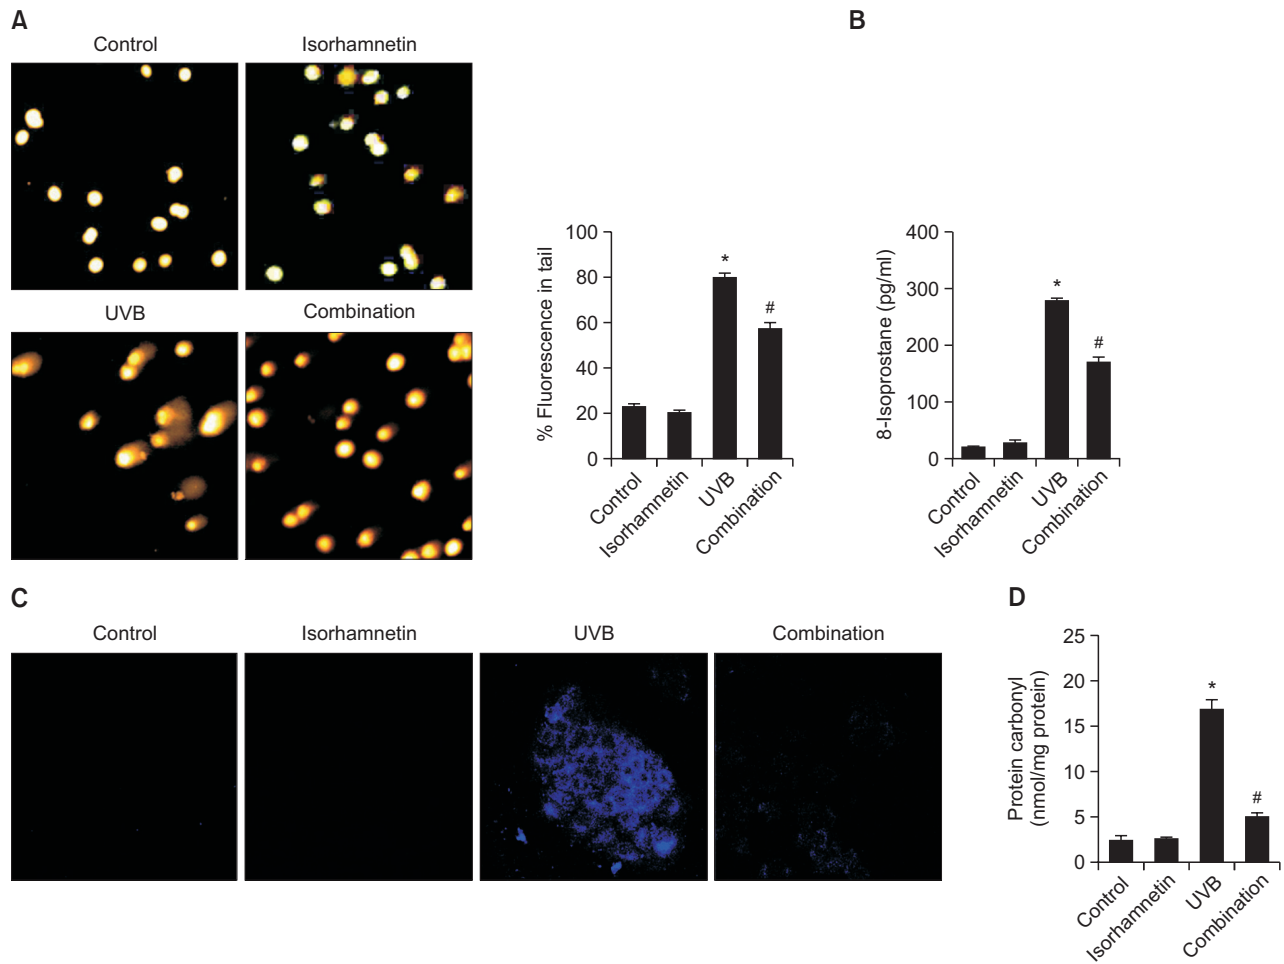 A
Control
Isorhamnetin
UVB
Combination
% Fluorescence in tail
100
80
60
40
20
0
*
#
Control
Isorhamnetin
UVB
Combination
B
8-Isoprostane (pg/ml)
400
300
200
100
0
*
#
Control
Isorhamnetin
UVB
Combination
C
Control
Isorhamnetin
UVB
Combination
D
Protein carbonyl
(nmol/mg protein)
25
20
15
10
5
0
*
#
Control
Isorhamnetin
UVB
Combination